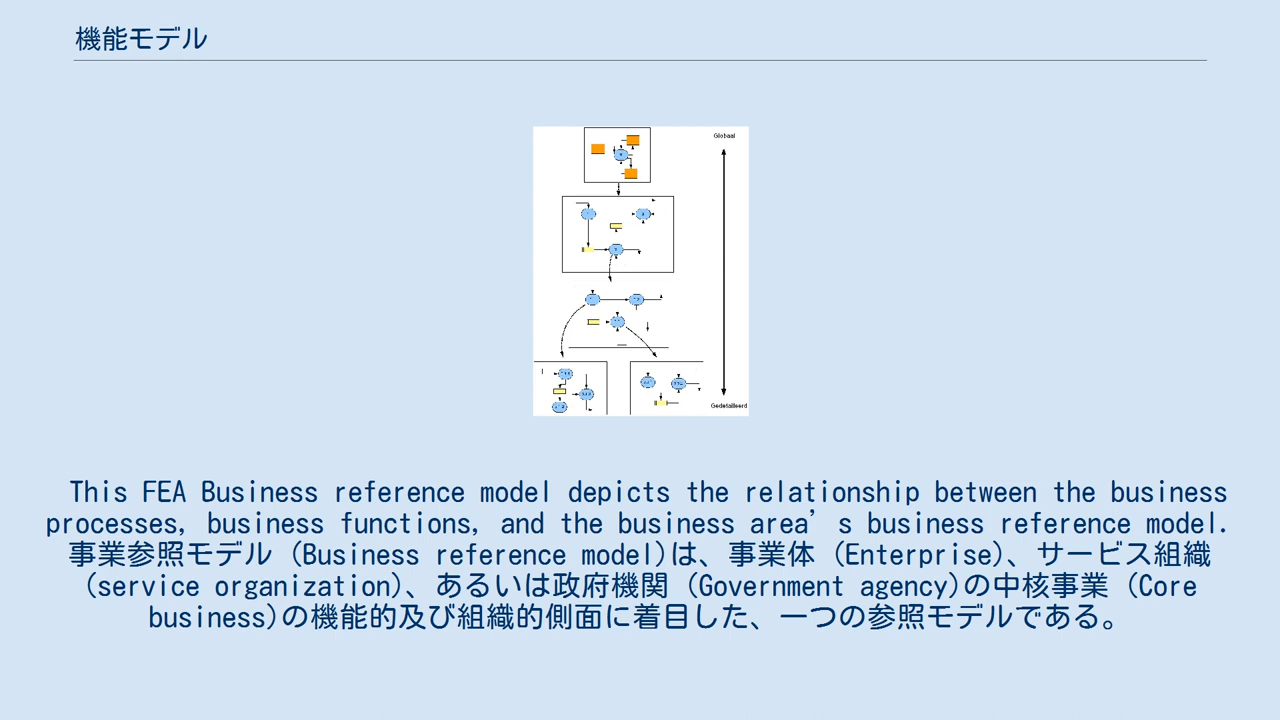 機能モデル
Globaal
Gedetailleerd
This FEA Business reference model depicts the relationship between the business
processes, business functions, and the business area’s business reference model.
事業参照モデル (Business reference model)は、事業体 (Enterprise)、サービス組織
(service organization)、あるいは政府機関 (Government agency)の中核事業 (Core
business)の機能的及び組織的側面に着目した、一つの参照モデルである。